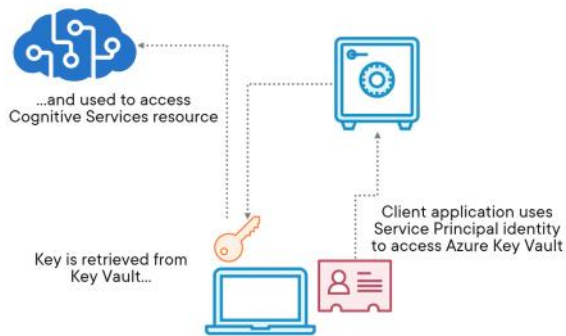 ...and used to access
Cognitive Services resource
Client application uses
Service Principal identity
to access Azure Key Vault
Key is retrieved from
Key Vault...